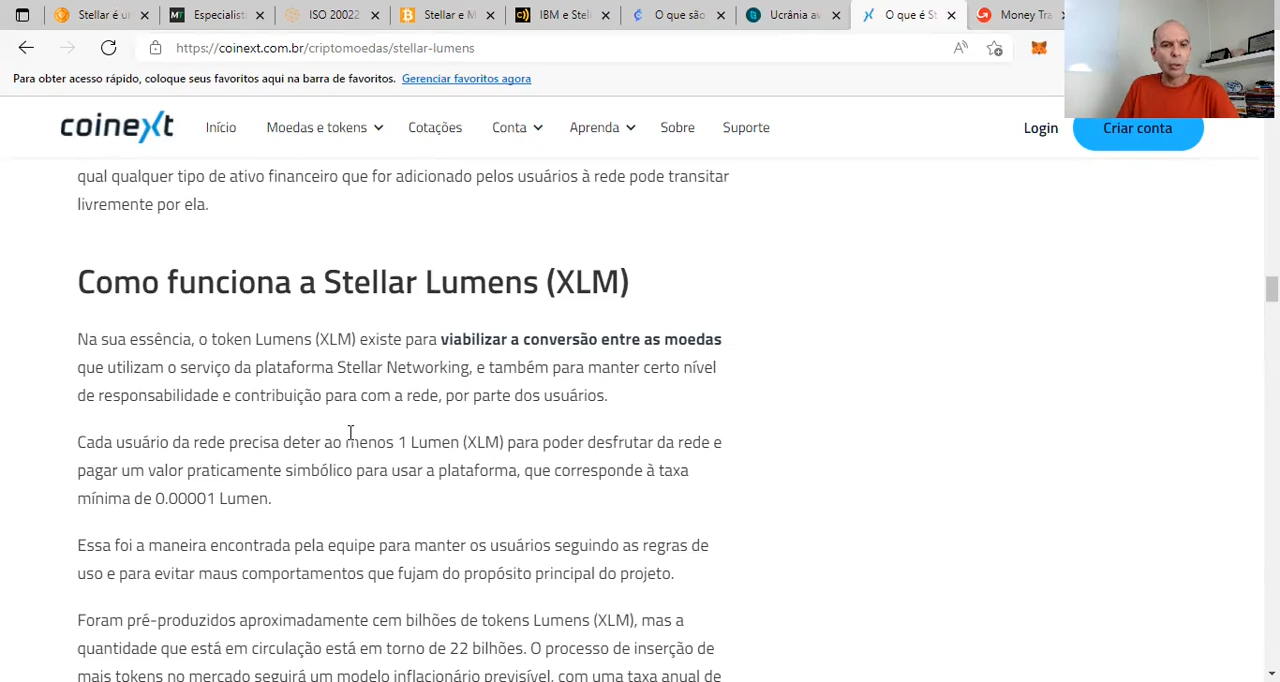 Stellar é un
Especialist
ISO 20022
Stellar e M
IBM e Stel
O que são
Ucrânia av
O que é St
Money Tra
https://coinext.com.br/criptomoedas/stellar-lumens
Para obter acesso rápido, coloque seus favoritos aqui na barra de favoritos. Gerenciar favoritos agora
coinext
Início
Moedas e tokens
Cotações
Conta
Aprenda
Sobre
Suporte
Login
Criar conta
qual qualquer tipo de ativo financeiro que for adicionado pelos usuários à rede pode transitar
livremente por ela.
Como funciona a Stellar Lumens (XLM)
Na sua essência, o token Lumens (XLM) existe para viabilizar a conversão entre as moedas
que utilizam o serviço da plataforma Stellar Networking, e também para manter certo nível
de responsabilidade e contribuição para com a rede, por parte dos usuários.
Cada usuário da rede precisa deter ao menos 1 Lumen (XLM) para poder desfrutar da rede e
pagar um valor praticamente simbólico para usar a plataforma, que corresponde à taxa
mínima de 0.00001 Lumen.
Essa foi a maneira encontrada pela equipe para manter os usuários seguindo as regras de
uso e para evitar maus comportamentos que fujam do propósito principal do projeto.
Foram pré-produzidos aproximadamente cem bilhões de tokens Lumens (XLM), mas a
quantidade que está em circulação está em torno de 22 bilhões. O processo de inserção de
mais tokens no mercado seguirá um modelo inflacionário previsível, com uma taxa anual de